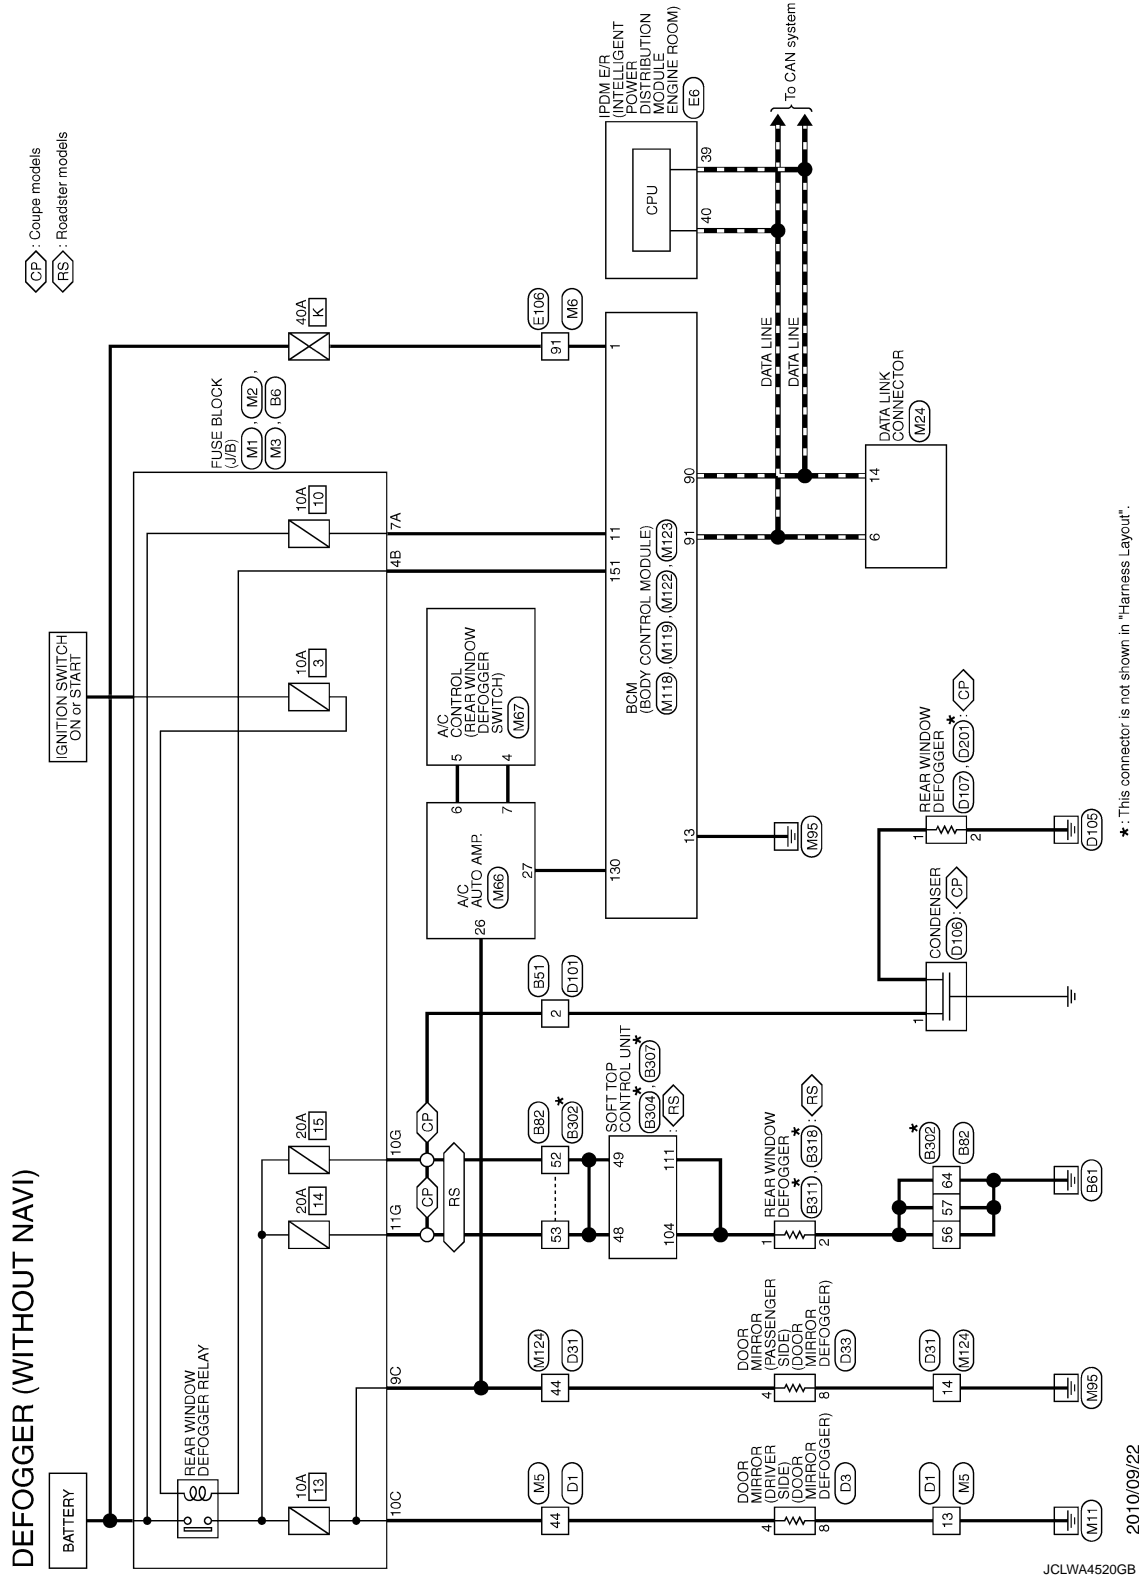 DEFOGGER (WITHOUT NAVI)
CP : Coupe models
RS : Roadster models
BATTERY
IGNITION SWITCH
ON or START
FUSE BLOCK
(J/B)
M1 , M2 ,
M3 , B6
40A
K
REAR WINDOW
DEFOGGER RELAY
10A
13
20A
14
20A
15
10A
3
10A
10
10C
9C
11G
10G
4B
7A
CP
CP
RS
A/C
AUTO AMP.
M66
26
27
6
7
A/C
CONTROL
(REAR WINDOW
DEFOGGER
SWITCH)
M67
5
4
IPDM E/R
(INTELLIGENT
POWER
DISTRIBUTION
MODULE
ENGINE ROOM)
E6
CPU
40
39
To CAN system
M5
44
D1
M124
44
D31
B82
53
52
B302 *
B51
2
D101
E106
91
M6
SOFT TOP
CONTROL UNIT
B304 * , B307 *
: RS
48
49
104
111
130
151
11
1
BCM
(BODY CONTROL MODULE)
M118 , M119 , M122 , M123
13
91
90
M95
DATA LINE
DATA LINE
DOOR
MIRROR
(DRIVER
SIDE)
(DOOR
MIRROR
DEFOGGER)
D3
4
8
DOOR
MIRROR
(PASSENGER
SIDE)
(DOOR
MIRROR
DEFOGGER)
D33
4
8
REAR WINDOW
DEFOGGER
B311 * , B318 * : RS
1
2
CONDENSER
D106 : CP
1
REAR WINDOW
DEFOGGER
D107 , D201 * : CP
1
2
DATA LINK
CONNECTOR
M24
6
14
D1
13
M5
D31
14
M124
B302 *
56
57
64
B82
M11
M95
B61
D105
* : This connector is not shown in "Harness Layout".
2010/09/22
JCLWA4520GB